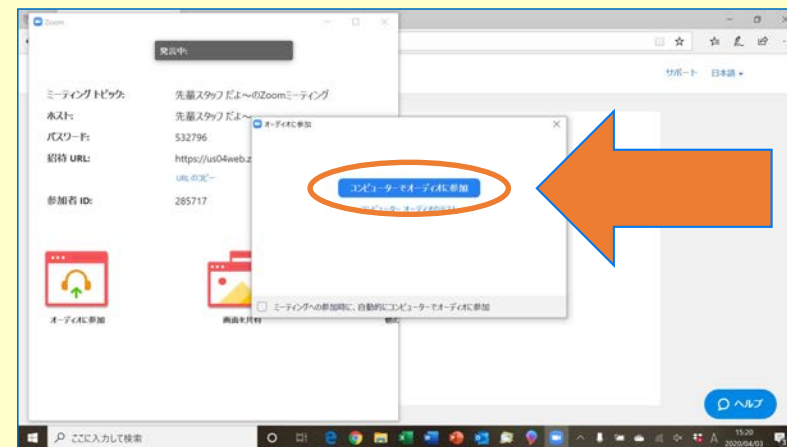 Zoom
発言中:
サポート 日本語
ミーティング トピック: 先輩スタッフ だよ～のZoomミーティング
ホスト: 先輩スタッフ だよ～
パスワード: 532796
招待 URL: https://us04web.z
URL のコピー
参加者 ID: 285717
オーディオに参加
コンピューターでオーディオに参加
コンピューター オーディオのテスト
ミーティングへの参加時に、自動的にコンピューターでオーディオに参加
オーディオに参加
画面を共有
他の
ヘルプ
ここに入力して検索
A
15:20
2020/04/03